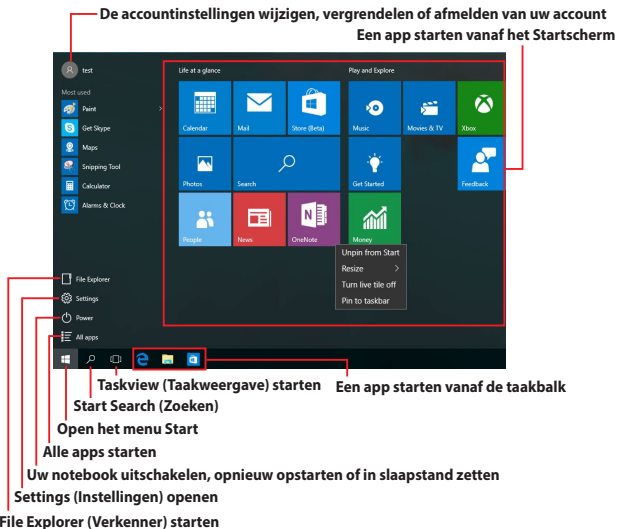 De accountinstellingen wijzigen, vergrendelen of afmelden van uw account
Een app starten vanaf het Startscherm
test
Life at a glance
Play and Explore
Most used
Paint
Get Skype
Maps
Snipping Tool
Calculator
Alarms & Clock
Calendar
Mail
Store (Beta)
Music
Movies & TV
Xbox
Photos
Search
Get Started
Feedback
People
News
N
OneNote
Money
Unpin from Start
Resize
Turn live tile off
Pin to taskbar
File Explorer
Settings
Power
All apps
Taskview (Taakweergave) starten
Een app starten vanaf de taakbalk
Start Search (Zoeken)
Open het menu Start
Alle apps starten
Uw notebook uitschakelen, opnieuw opstarten of in slaapstand zetten
Settings (Instellingen) openen
File Explorer (Verkenner) starten